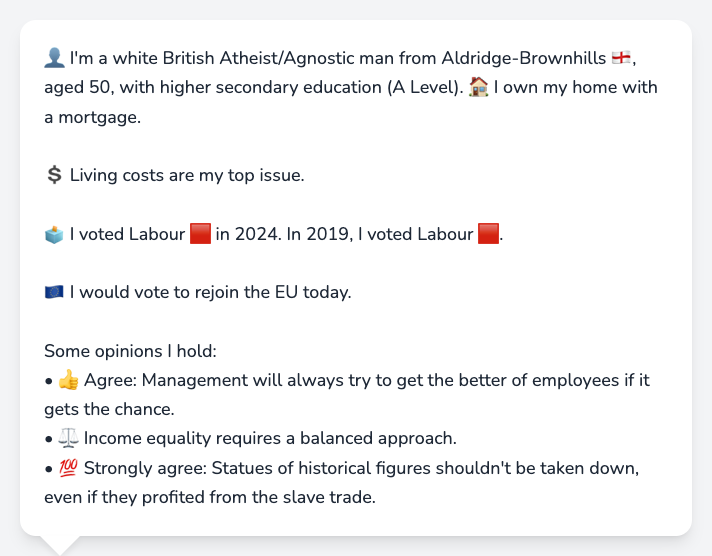 👤 I'm a white British Atheist/Agnostic man from Aldridge-Brownhills 🏴󠁧󠁢󠁥󠁮󠁧󠁿,
aged 50, with higher secondary education (A Level). 🏠 I own my home with
a mortgage.
💲 Living costs are my top issue.
🗳️ I voted Labour 🟥 in 2024. In 2019, I voted Labour 🟥.
🇪🇺 I would vote to rejoin the EU today.
Some opinions I hold:
• 👍 Agree: Management will always try to get the better of employees if it
gets the chance.
• ⚖️ Income equality requires a balanced approach.
• 💯 Strongly agree: Statues of historical figures shouldn't be taken down,
even if they profited from the slave trade.